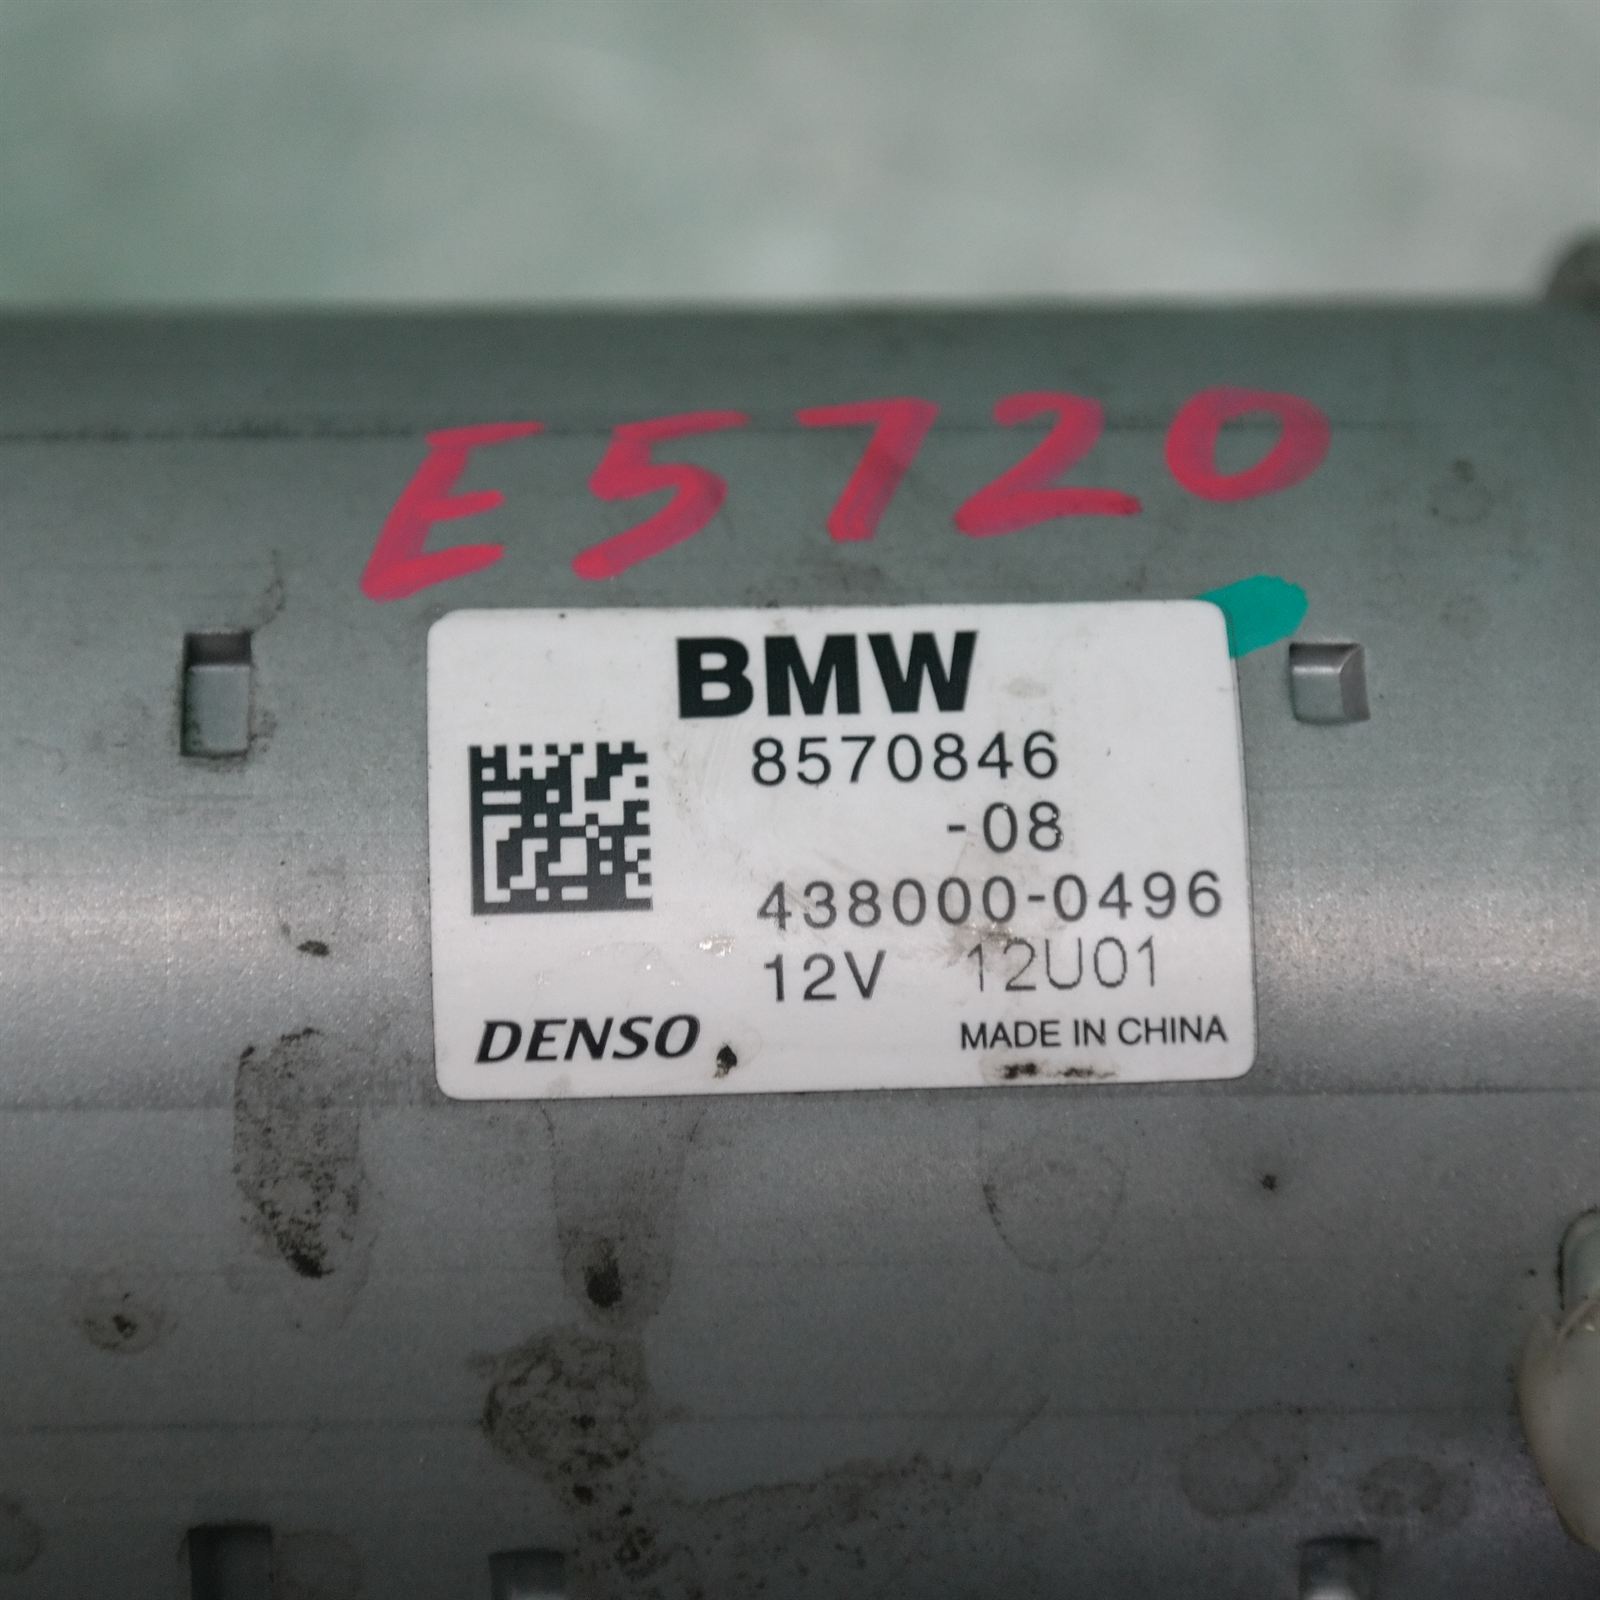 E5720
BMW
8570846
-08
438000-0496
12V 12U01
DENSO MADE IN CHINA